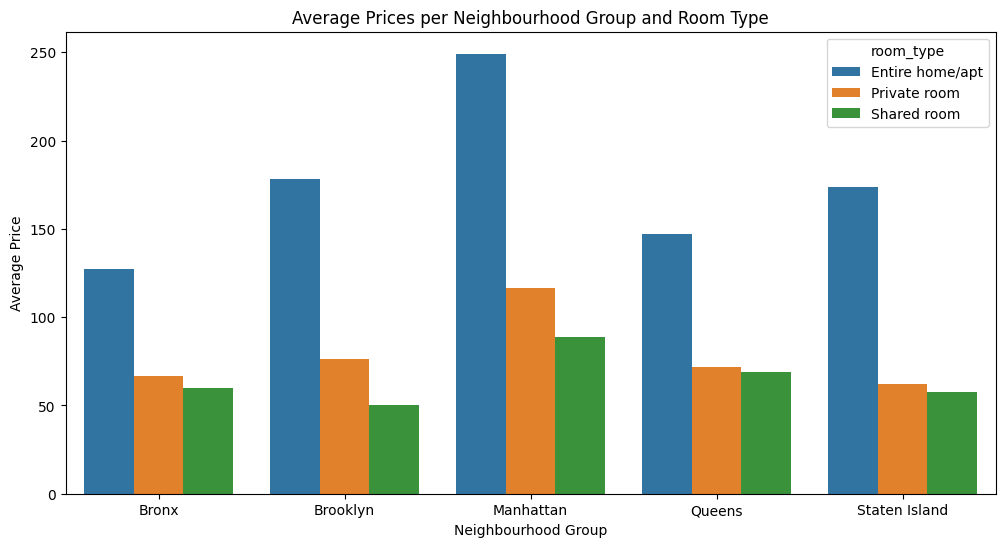 Average Prices per Neighbourhood Group and Room Type
room_type
Entire home/apt
Private room
Shared room
Average Price
250
200
150
100
50
0
Bronx Brooklyn Manhattan Queens Staten Island
Neighbourhood Group